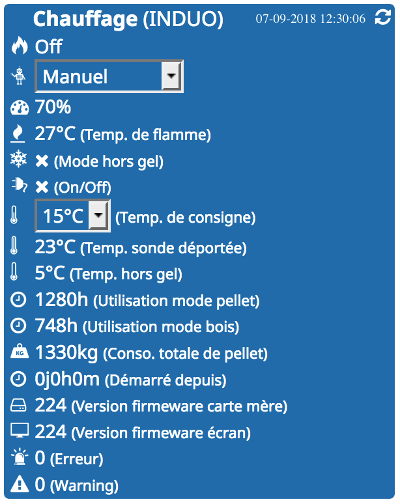 Chauffage (INDUO) 07-09-2018 12:30:06
Off
Manuel
70%
27°C (Temp. de flamme)
(Mode hors gel)
(On/Off)
15°C (Temp. de consigne)
23°C (Temp. sonde déportée)
5°C (Temp. hors gel)
1280h (Utilisation mode pellet)
748h (Utilisation mode bois)
KG 1330kg (Conso. totale de pellet)
0j0h0m (Démarré depuis)
224 (Version firmeware carte mère)
224 (Version firmeware écran)
0 (Erreur)
0 (Warning)